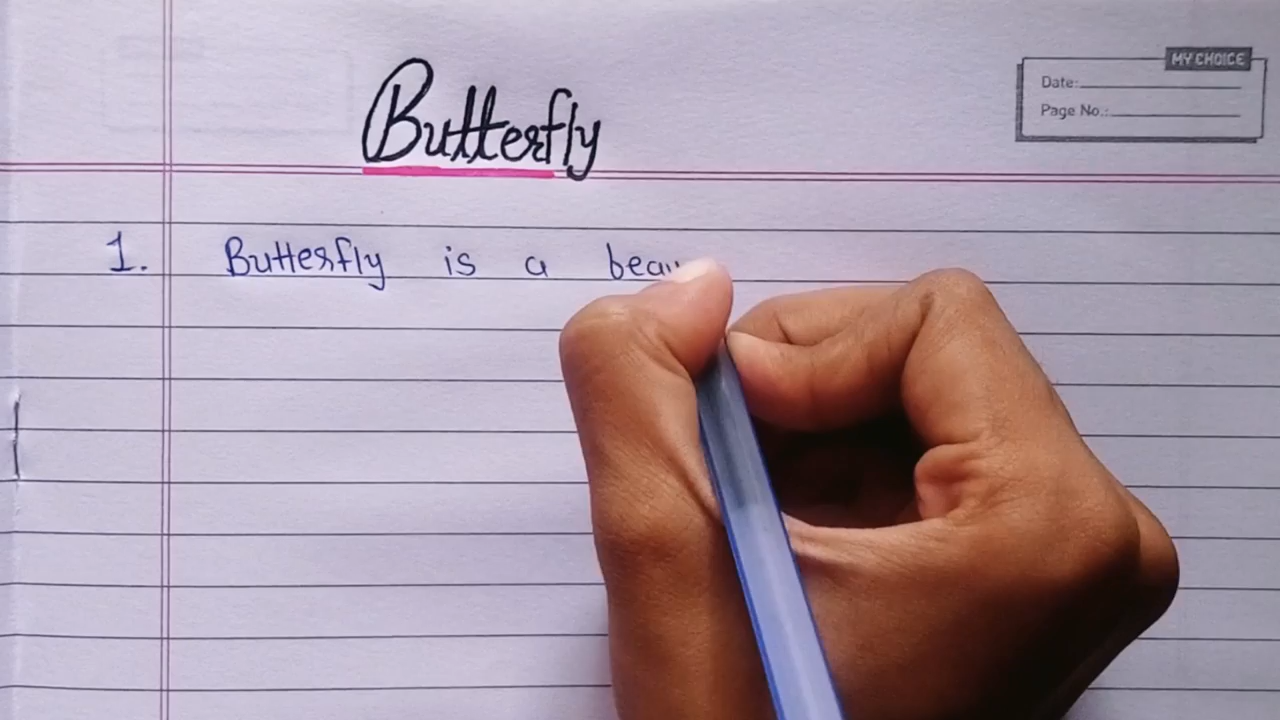 Butterfly
MY CHOICE
Date:
Page No.:
1. Butterfly is a